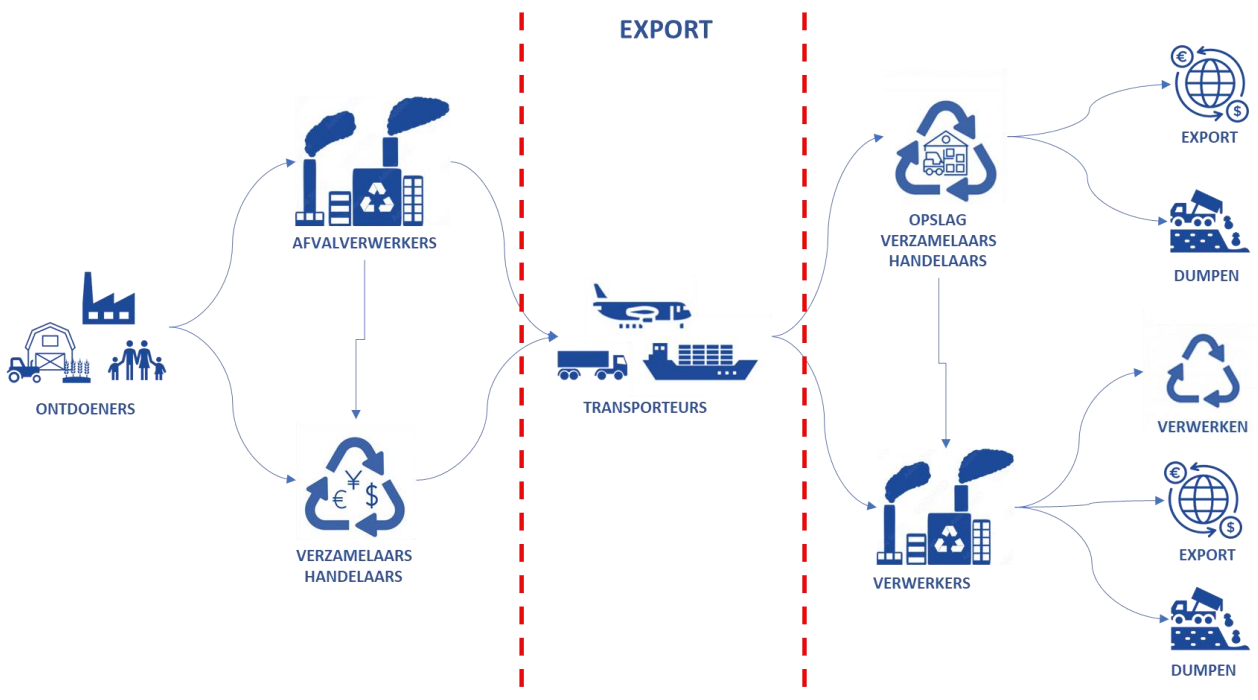 EXPORT
AFVALVERWERKERS
ONTDOENERS
€ ¥ $
VERZAMELAARS
HANDELAARS
TRANSPORTEURS
OPSLAG
VERZAMELAARS
HANDELAARS
VERWERKERS
€
$
EXPORT
DUMPEN
VERWERKEN
€
$
EXPORT
DUMPEN